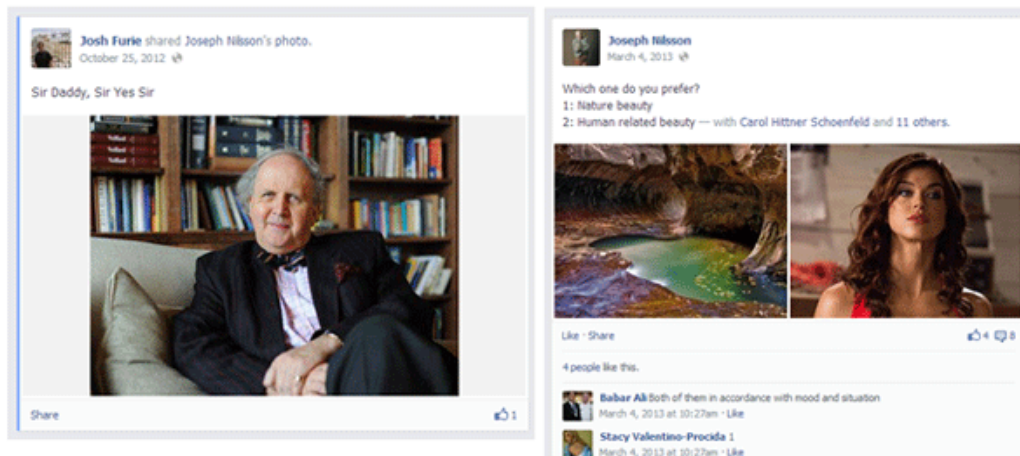 Josh Furie shared Joseph Nilsson's photo.
October 25, 2012
Sir Daddy, Sir Yes Sir
Share
1
Joseph Nilsson
March 4, 2013
Which one do you prefer?
1: Nature beauty
2: Human related beauty — with Carol Hittner Schoenfeld and 11 others.
Like · Share
4 8
4 people like this.
Babar Ali Both of them in accordance with mood and situation
March 4, 2013 at 10:27am · Like
Stacy Valentino-Procida 1
March 4, 2013 at 10:27am · Like